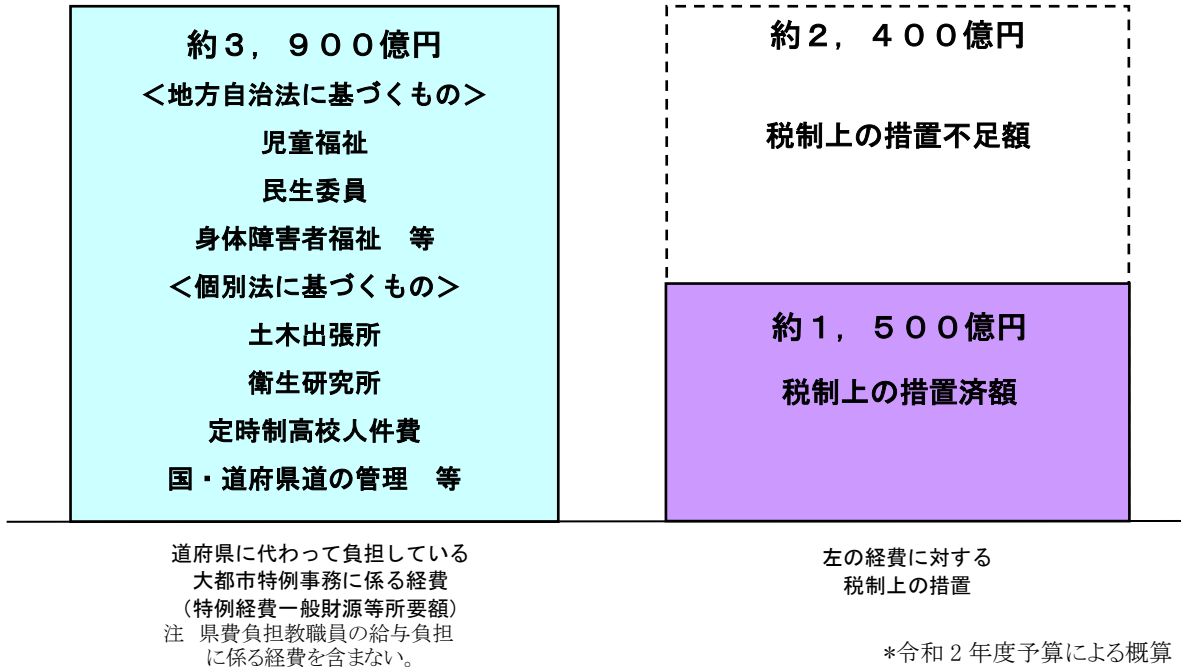 約３，９００億円
＜地方自治法に基づくもの＞
児童福祉
民生委員
身体障害者福祉　等
＜個別法に基づくもの＞
土木出張所
衛生研究所
定時制高校人件費
国・道府県道の管理　等
約２，４００億円
税制上の措置不足額
約１，５００億円
税制上の措置済額
道府県に代わって負担している
大都市特例事務に係る経費
（特例経費一般財源等所要額）
注　県費負担教職員の給与負担
に係る経費を含まない。
左の経費に対する
税制上の措置
*令和２年度予算による概算